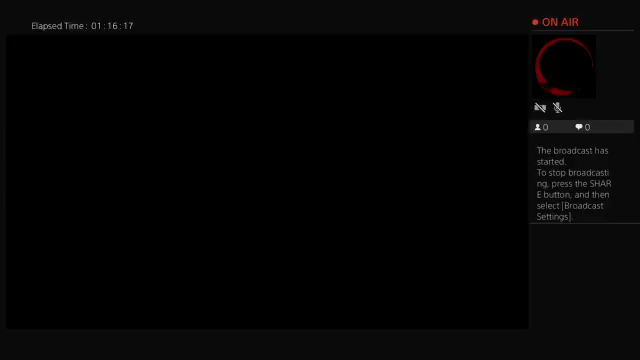 Elapsed Time : 01 : 16 : 17
ON AIR
0 0
The broadcast has
started.
To stop broadcasti
ng, press the SHAR
E button, and then
select [Broadcast
Settings].